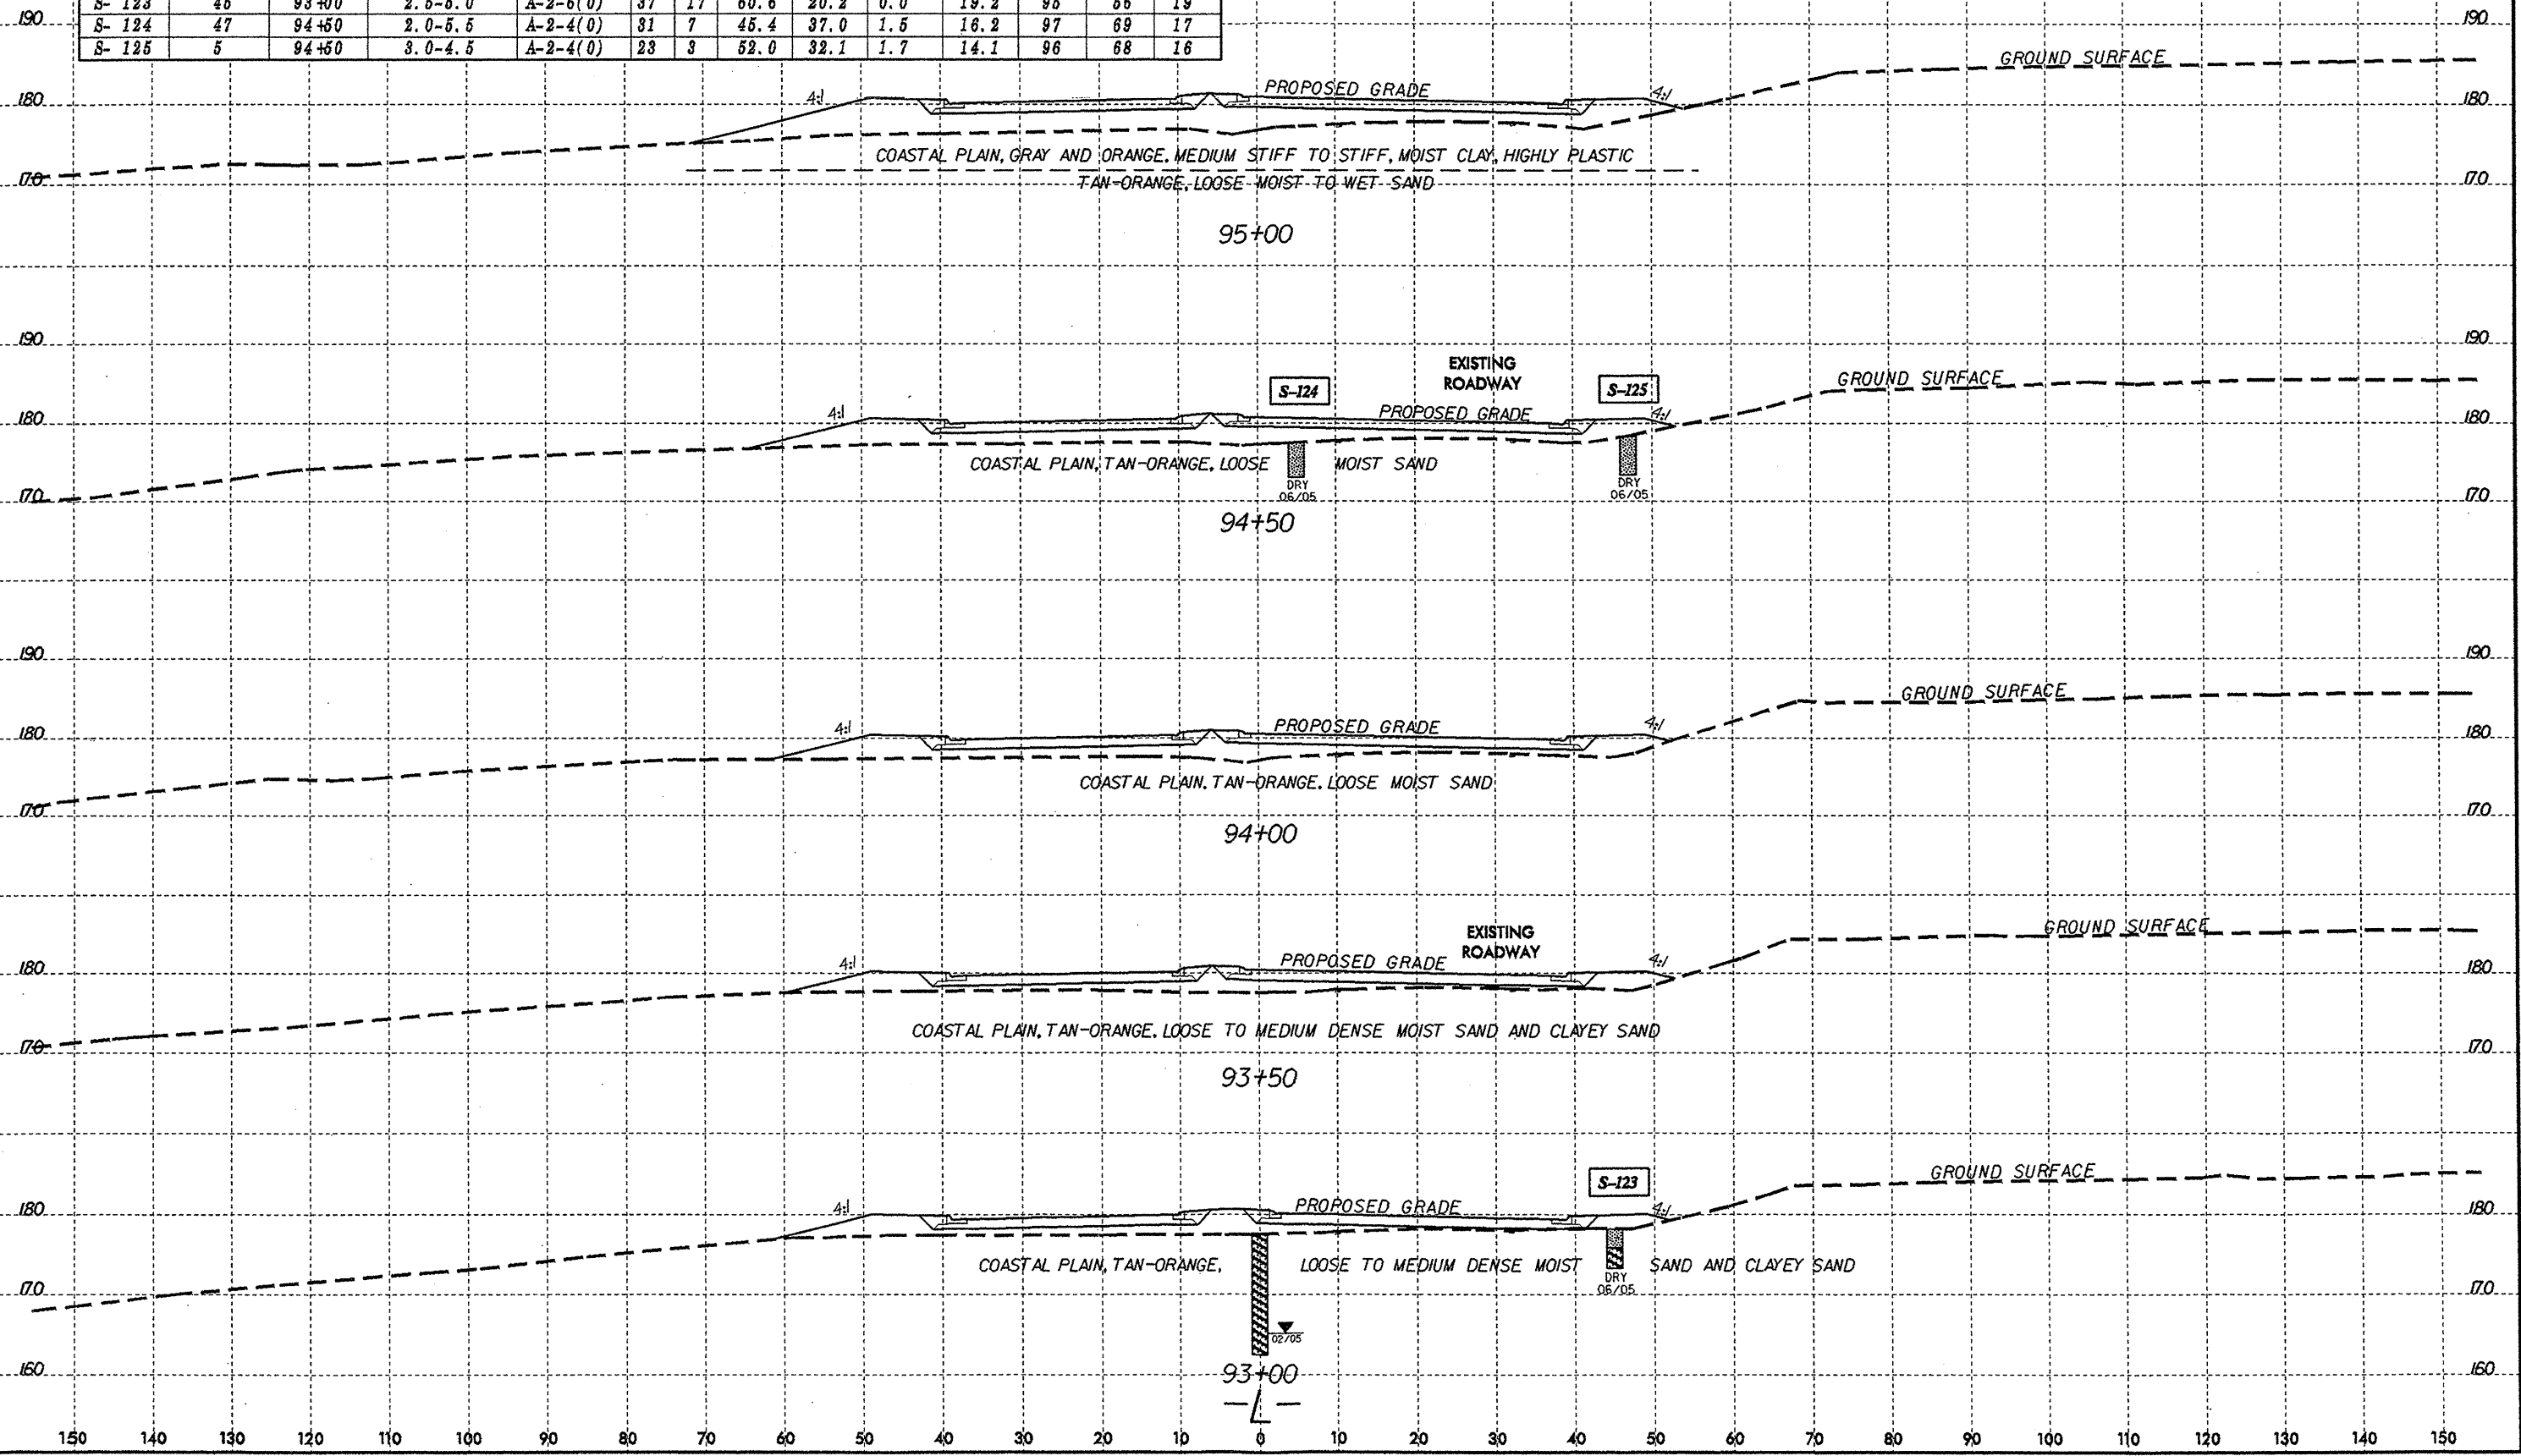 S- 124 47 94+50 2.0-5.5 A-2-4(0) 31 7 45.4 37.0 1.5 16.2 97 69 17
S- 125 5 94+50 3.0-4.5 A-2-4(0) 23 3 52.0 32.1 1.7 14.1 96 68 16
190 190
GROUND SURFACE
180 4:1 PROPOSED GRADE 4:1 180
COASTAL PLAIN, GRAY AND ORANGE, MEDIUM STIFF TO STIFF, MOIST CLAY, HIGHLY PLASTIC
170 TAN-ORANGE, LOOSE MOIST TO WET SAND 170
95+00
190 190
EXISTING
ROADWAY
S-124 S-125 GROUND SURFACE
180 4:1 PROPOSED GRADE 4:1 180
COASTAL PLAIN, TAN-ORANGE, LOOSE MOIST SAND
DRY DRY
06/05 06/05
170 170
94+50
190 190
GROUND SURFACE
180 4:1 PROPOSED GRADE 4:1 180
COASTAL PLAIN, TAN-ORANGE, LOOSE MOIST SAND
170 170
94+00
EXISTING
ROADWAY
GROUND SURFACE
180 4:1 PROPOSED GRADE 4:1 180
COASTAL PLAIN, TAN-ORANGE, LOOSE TO MEDIUM DENSE MOIST SAND AND CLAYEY SAND
170 170
93+50
S-123 GROUND SURFACE
180 4:1 PROPOSED GRADE 4:1 180
COASTAL PLAIN, TAN-ORANGE, LOOSE TO MEDIUM DENSE MOIST SAND AND CLAYEY SAND
DRY
06/05
170 170
02/05
160 160
93+00
L
150 140 130 120 110 100 90 80 70 60 50 40 30 20 10 0 10 20 30 40 50 60 70 80 90 100 110 120 130 140 150